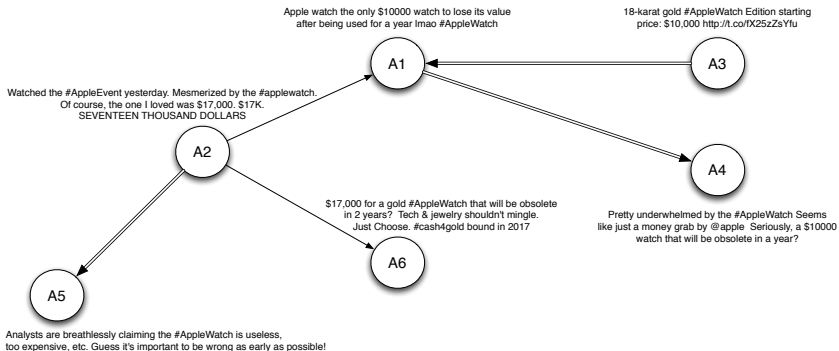 Apple watch the only $10000 watch to lose its value
after being used for a year lmao #AppleWatch
18-karat gold #AppleWatch Edition starting
price: $10,000 http://t.co/fX25zZsYfu
A1
A3
Watched the #AppleEvent yesterday. Mesmerized by the #applewatch.
Of course, the one I loved was $17,000. $17K.
SEVENTEEN THOUSAND DOLLARS
A2
A4
$17,000 for a gold #AppleWatch that will be obsolete
in 2 years? Tech & jewelry shouldn't mingle.
Just Choose. #cash4gold bound in 2017
Pretty underwhelmed by the #AppleWatch Seems
like just a money grab by @apple Seriously, a $10000
watch that will be obsolete in a year?
A6
A5
Analysts are breathlessly claiming the #AppleWatch is useless,
too expensive, etc. Guess it's important to be wrong as early as possible!